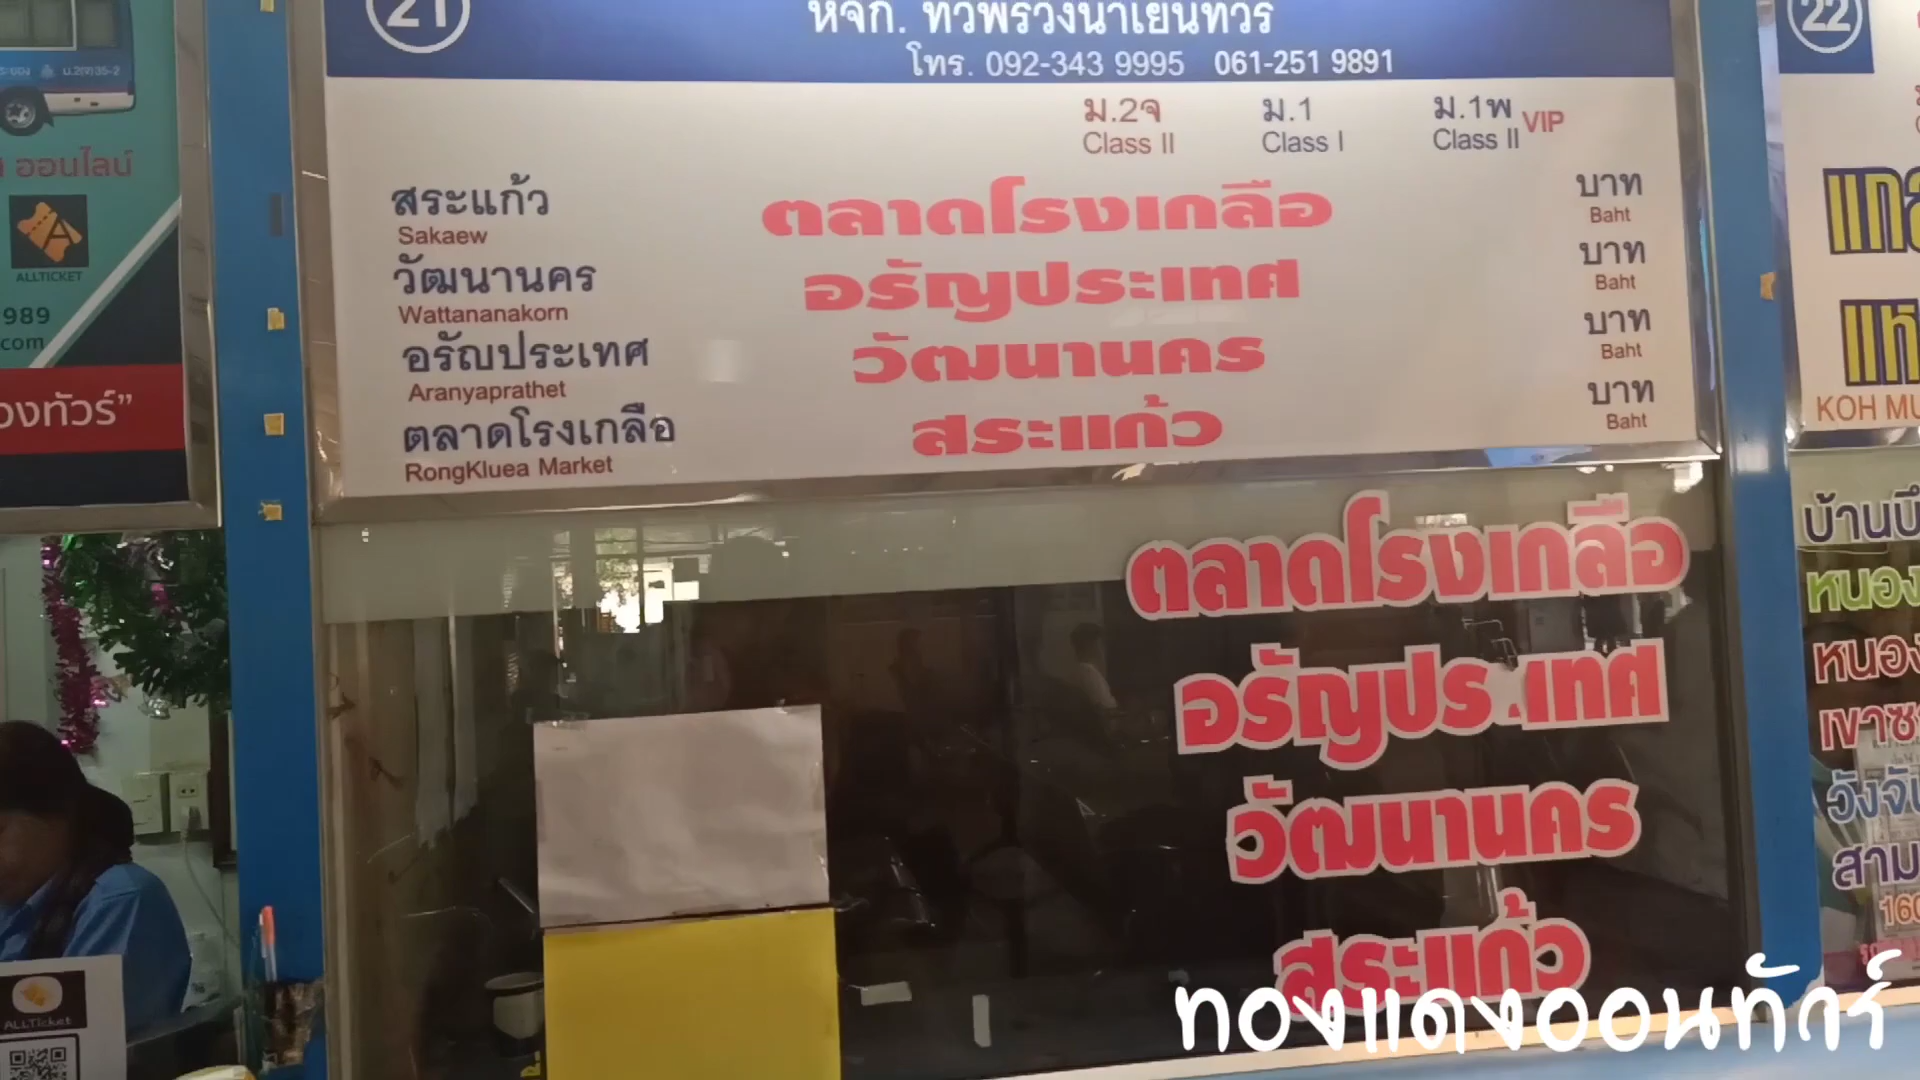 21
หจก. ทวีพรวังน้ำเย็นทัวร์
โทร. 092-343 9995 061-251 9891
ม.2จ ม.1 ม.1พ VIP
Class II Class I Class II
สระแก้ว ตลาดโรงเกลือ บาท
Sakaew Baht
วัฒนานคร อรัญประเทศ บาท
Wattananakorn Baht
อรัญประเทศ วัฒนานคร บาท
Aranyaprathet Baht
ตลาดโรงเกลือ สระแก้ว บาท
RongKluea Market Baht
ตลาดโรงเกลือ
อรัญประเทศ
วัฒนานคร
สระแก้ว
ม.2(จ)35-2
ออนไลน์
ALLTICKET
989
com
องทัวร์”
ALLTicket
22
KOH MU
บ้านบึ
หนอง
หนอง
เขาซ
วังจั
สาม
160
ทองแดงออนทัวร์